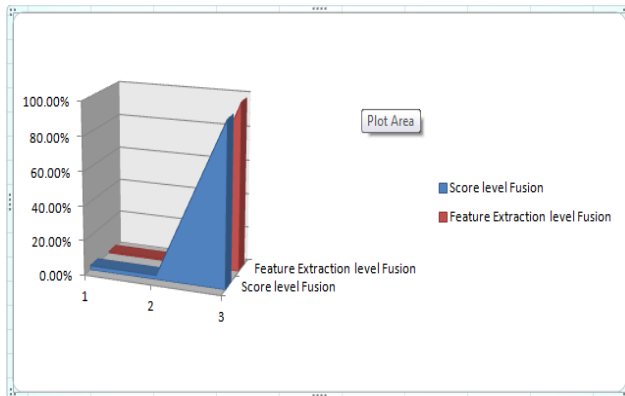 100.00%
80.00%
60.00%
40.00%
20.00%
0.00%
1
2
3
Feature Extraction level Fusion
Score level Fusion
Plot Area
Score level Fusion
Feature Extraction level Fusion